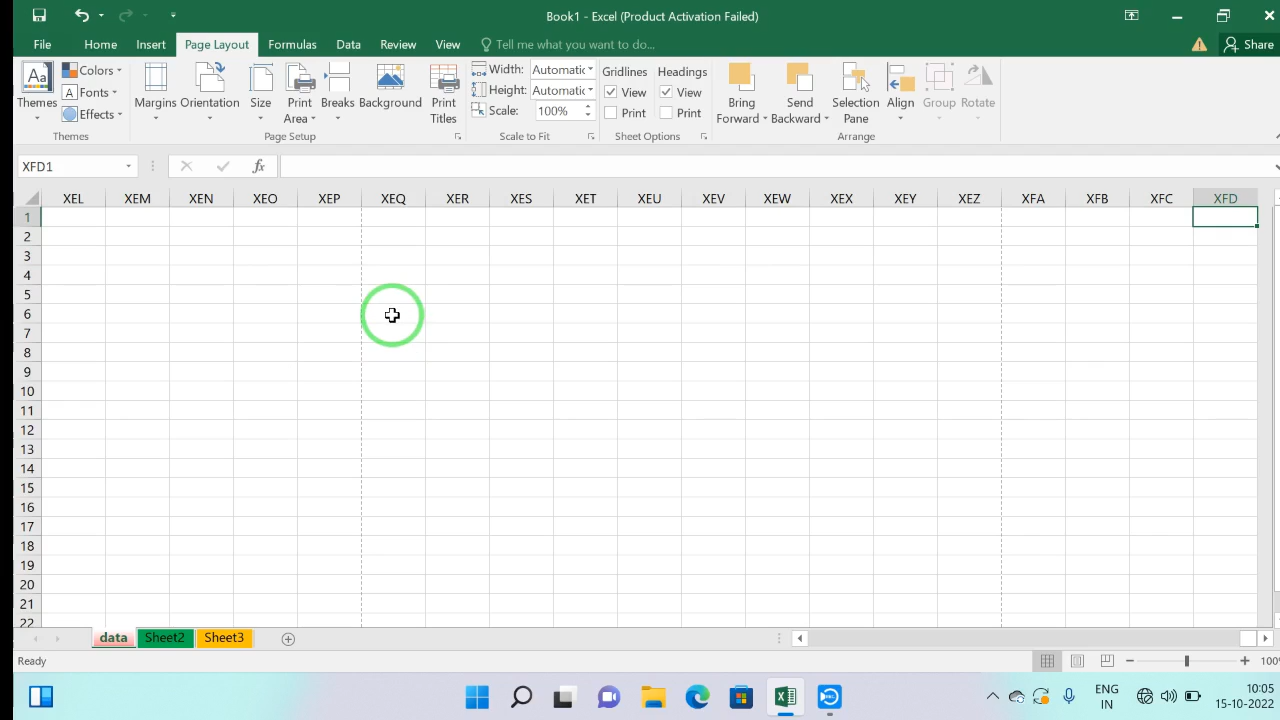 Book1 - Excel (Product Activation Failed)
File Home Insert Page Layout Formulas Data Review View Tell me what you want to do... Share
Themes
Colors
Fonts
Effects
Themes
Margins Orientation Size Print Area Breaks Background Print Titles
Page Setup
Width: Automatic
Height: Automatic
Scale: 100%
Scale to Fit
Gridlines Headings
View View
Print Print
Sheet Options
Bring Forward Send Backward Selection Pane Align Group Rotate
Arrange
XFD1 fx
XEL XEM XEN XEO XEP XEQ XER XES XET XEU XEV XEW XEX XEY XEZ XFA XFB XFC XFD
1
2
3
4
5
6
7
8
9
10
11
12
13
14
15
16
17
18
19
20
21
22
data Sheet2 Sheet3
Ready 100%
ENG 10:05
IN 15-10-2022